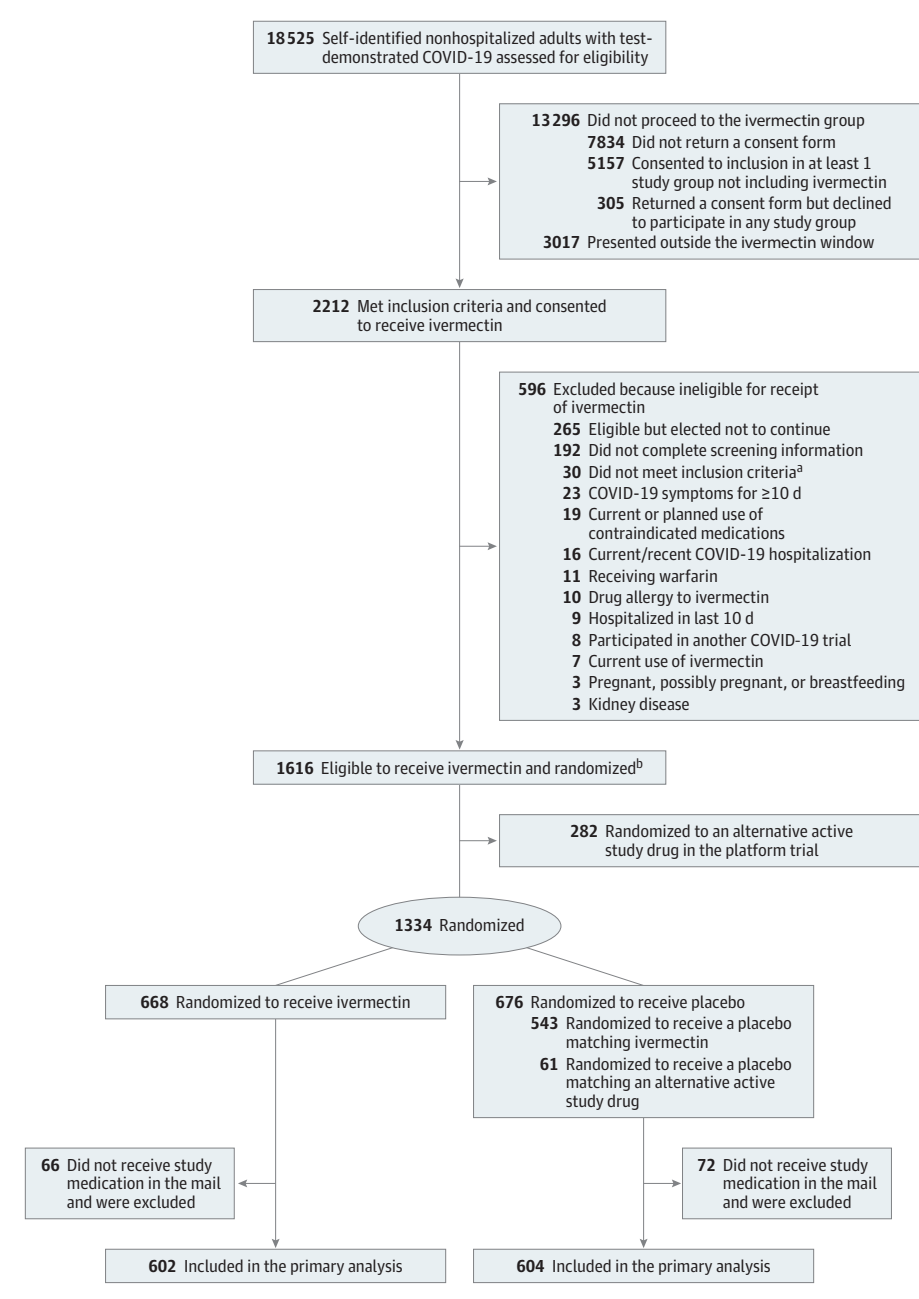 18525 Self-identified nonhospitalized adults with test-
demonstrated COVID-19 assessed for eligibility
13296 Did not proceed to the ivermectin group
7834 Did not return a consent form
5157 Consented to inclusion in at least 1
study group not including ivermectin
305 Returned a consent form but declined
to participate in any study group
3017 Presented outside the ivermectin window
2212 Met inclusion criteria and consented
to receive ivermectin
596 Excluded because ineligible for receipt
of ivermectin
265 Eligible but elected not to continue
192 Did not complete screening information
30 Did not meet inclusion criteriaᵃ
23 COVID-19 symptoms for ≥10 d
19 Current or planned use of
contraindicated medications
16 Current/recent COVID-19 hospitalization
11 Receiving warfarin
10 Drug allergy to ivermectin
9 Hospitalized in last 10 d
8 Participated in another COVID-19 trial
7 Current use of ivermectin
3 Pregnant, possibly pregnant, or breastfeeding
3 Kidney disease
1616 Eligible to receive ivermectin and randomizedᵇ
282 Randomized to an alternative active
study drug in the platform trial
1334 Randomized
668 Randomized to receive ivermectin
676 Randomized to receive placebo
543 Randomized to receive a placebo
matching ivermectin
61 Randomized to receive a placebo
matching an alternative active
study drug
66 Did not receive study
medication in the mail
and were excluded
72 Did not receive study
medication in the mail
and were excluded
602 Included in the primary analysis
604 Included in the primary analysis